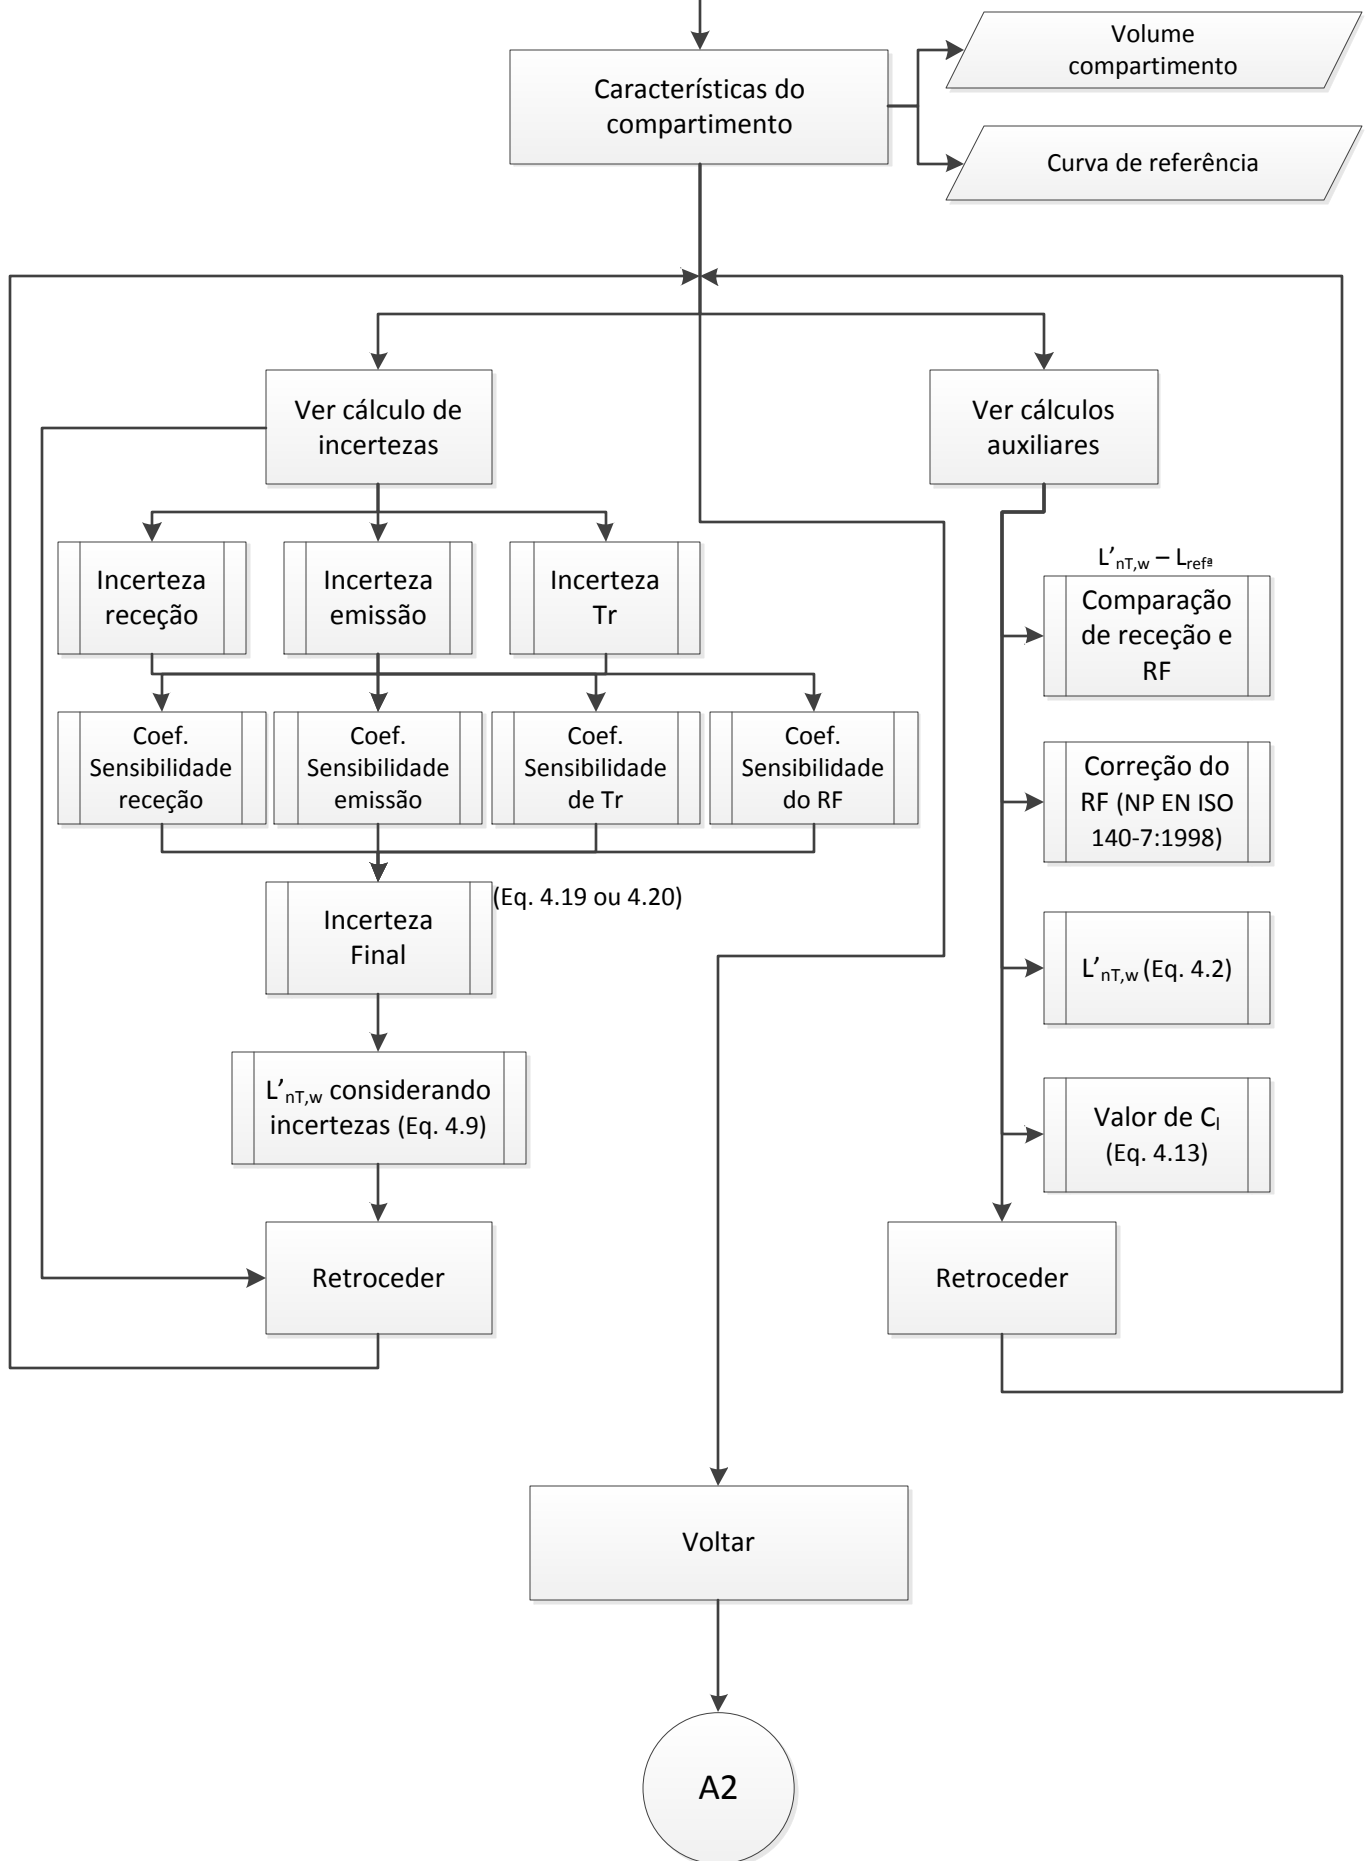 Volume
compartimento
Características do
compartimento
Curva de referência
Ver cálculo de
incertezas
Ver cálculos
auxiliares
Incerteza
receção
Incerteza
emissão
Incerteza
Tr
L’nT,w – Lrefª
Comparação
de receção e
RF
Coef.
Sensibilidade
receção
Coef.
Sensibilidade
emissão
Coef.
Sensibilidade
de Tr
Coef.
Sensibilidade
do RF
Correção do
RF (NP EN ISO
140-7:1998)
(Eq. 4.19 ou 4.20)
Incerteza
Final
L’nT,w (Eq. 4.2)
L’nT,w considerando
incertezas (Eq. 4.9)
Valor de CI
(Eq. 4.13)
Retroceder
Retroceder
Voltar
A2